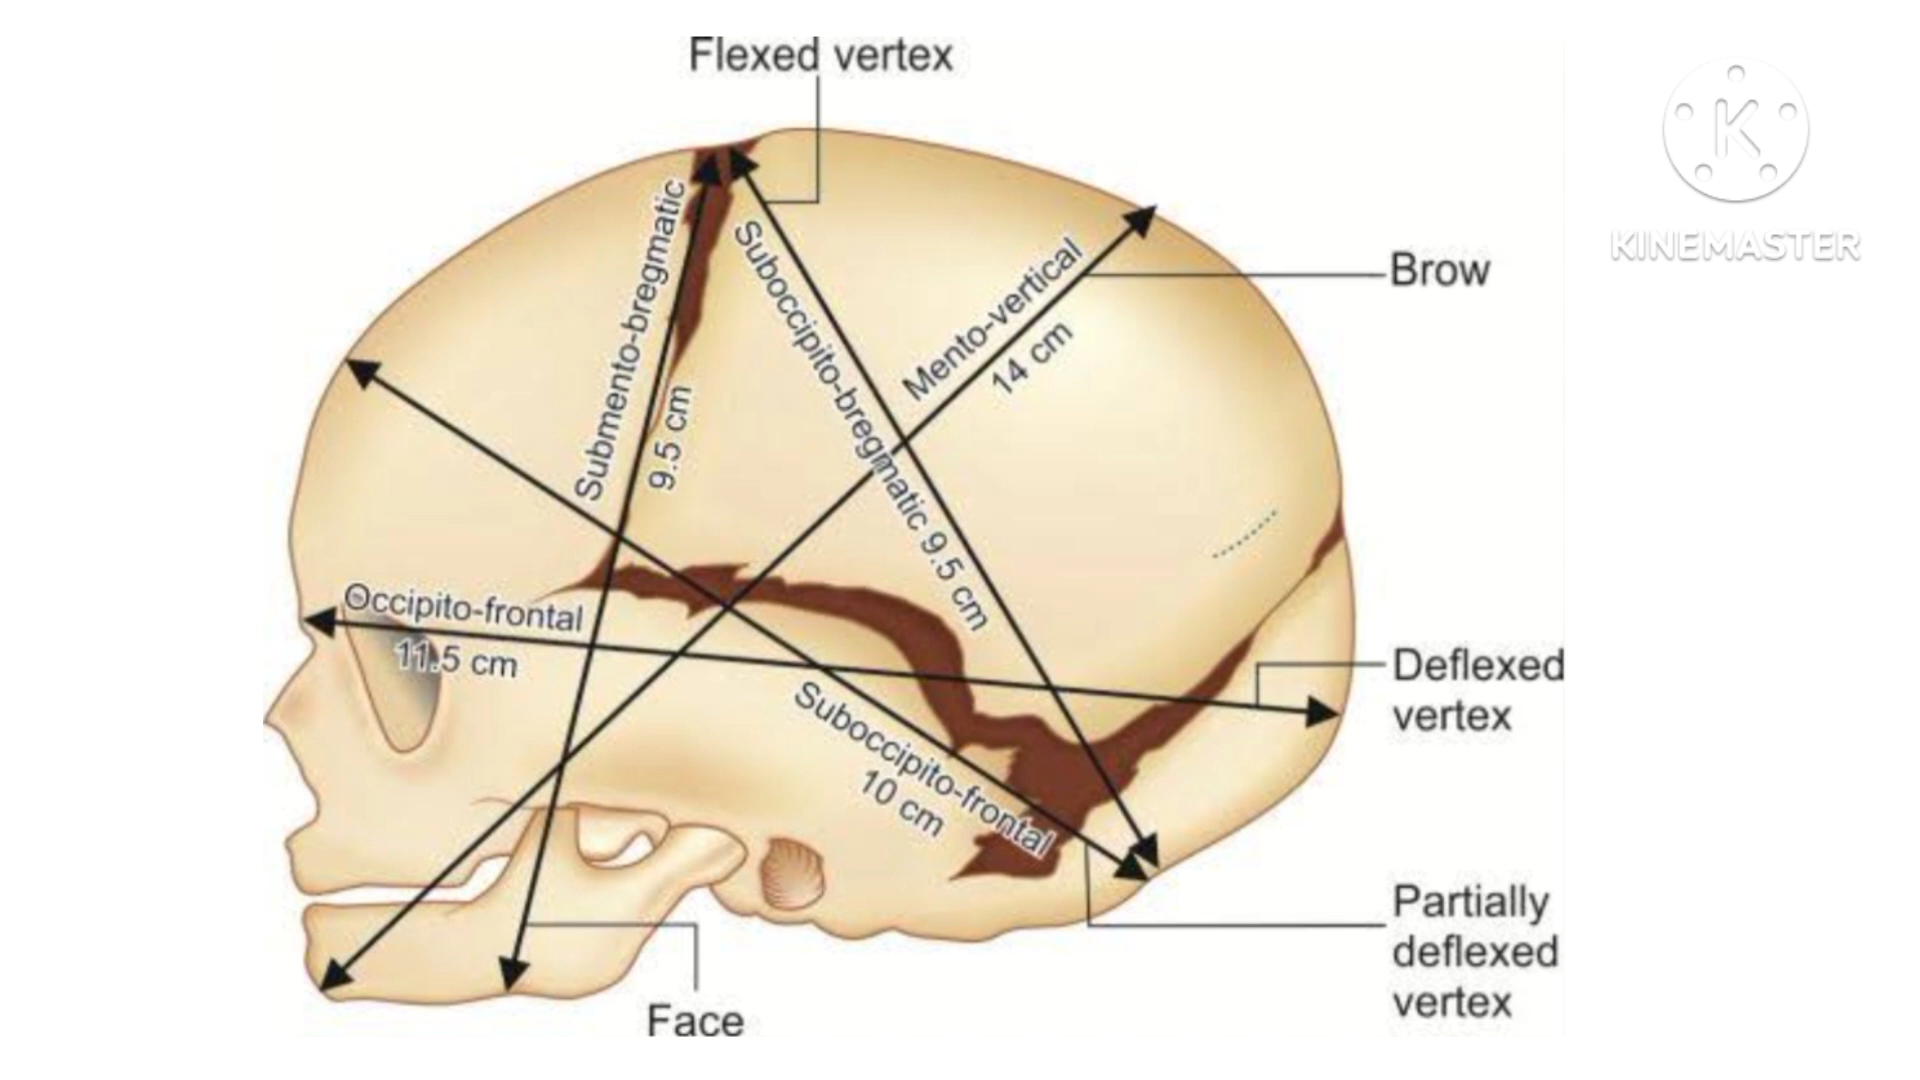 Flexed vertex
K
KINEMASTER
Submento-bregmatic
9.5 cm
Suboccipito-bregmatic 9.5 cm
Mento-vertical
14 cm
Brow
Occipito-frontal
11.5 cm
Suboccipito-frontal
10 cm
Deflexed
vertex
Partially
deflexed
vertex
Face